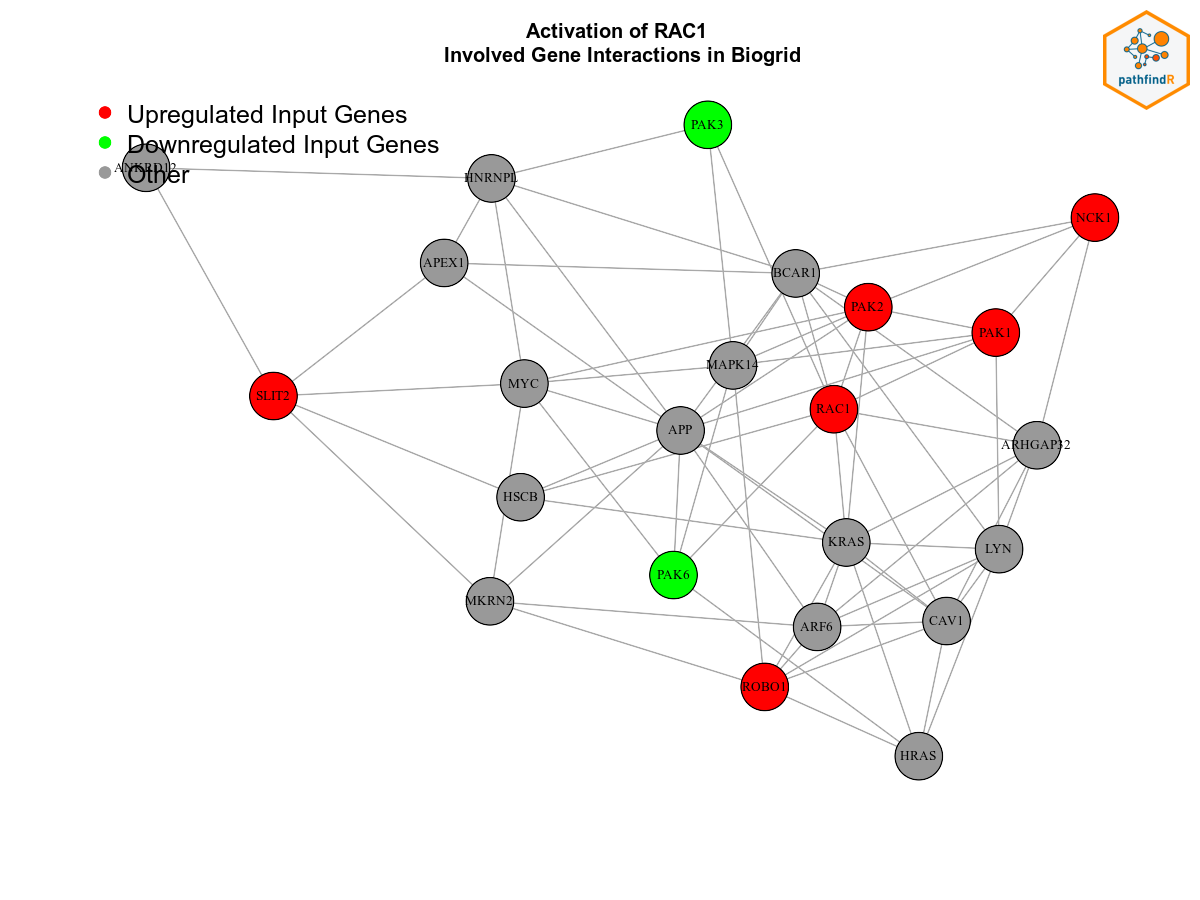 Activation of RAC1
Involved Gene Interactions in Biogrid
pathfindR
Upregulated Input Genes
Downregulated Input Genes
Other
ANKRD12
HNRNPL
PAK3
NCK1
APEX1
BCAR1
PAK2
PAK1
MAPK14
MYC
SLIT2
RAC1
APP
ARHGAP32
HSCB
KRAS
LYN
PAK6
MKRN2
ARF6
CAV1
ROBO1
HRAS